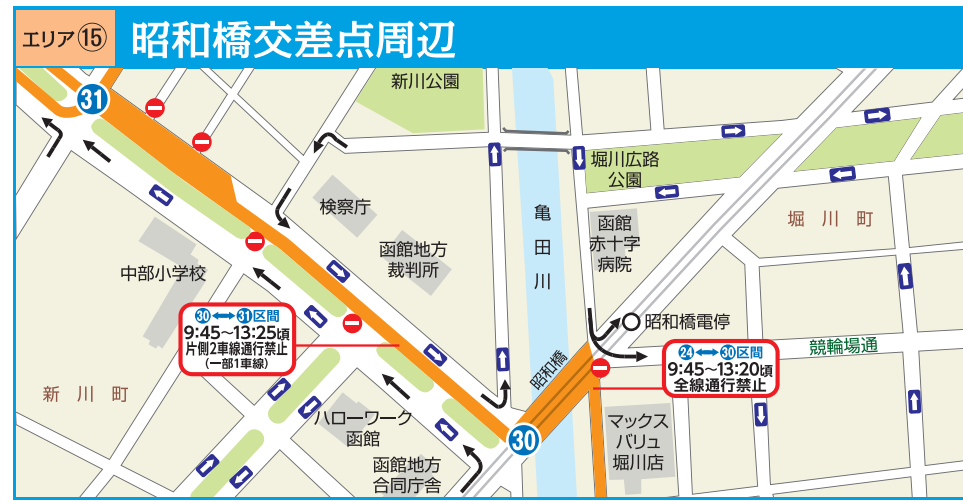 エリア⑮
昭和橋交差点周辺
31
新川公園
堀川広路
公園
検察庁
亀田川
函館
赤十字
病院
堀川町
函館地方
裁判所
中部小学校
30⟷31区間
9:45~13:25頃
片側2車線通行禁止
(一部1車線)
昭和橋電停
24⟷30区間
9:45~13:20頃
全線通行禁止
競輪場通
昭和橋
新川町
ハローワーク
函館
30
マックス
バリュ
堀川店
函館地方
合同庁舎